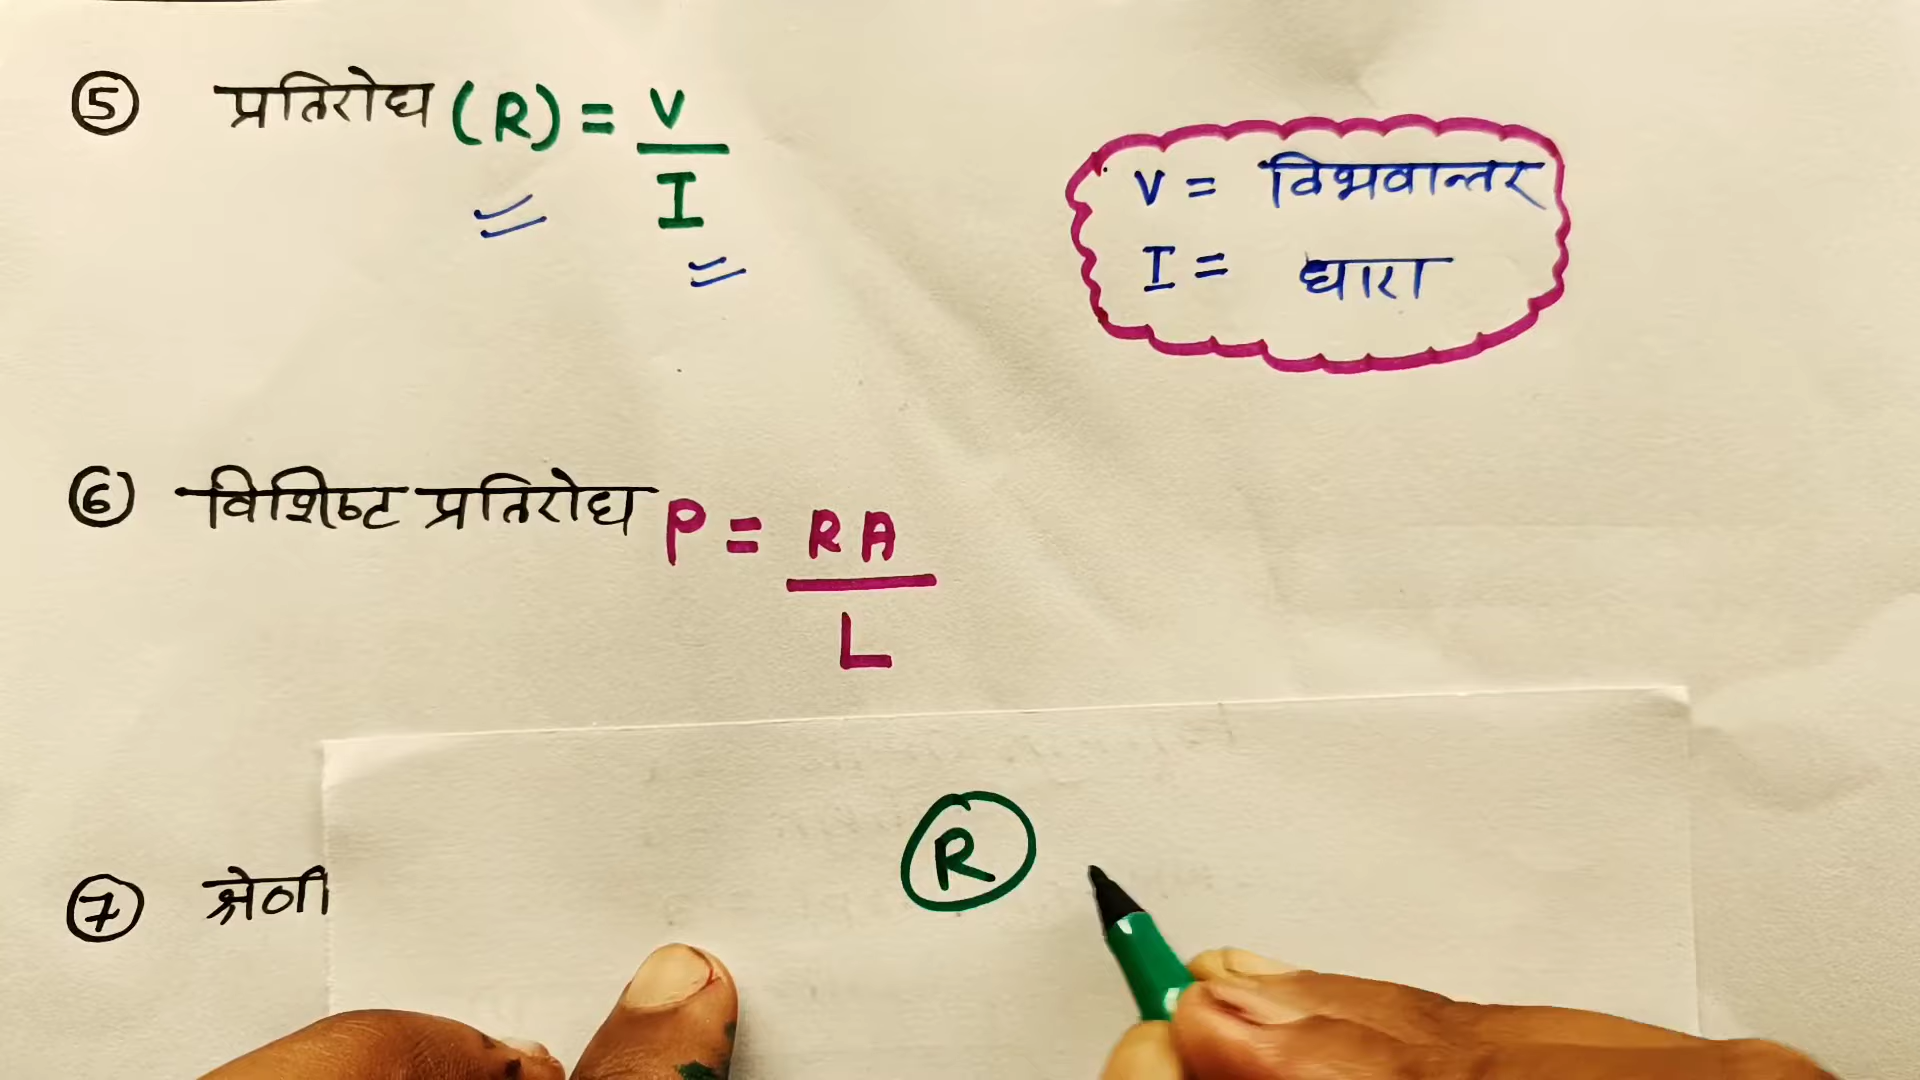 ⑤ प्रतिरोध (R) = V / I
V = विभवान्तर
I = धारा
⑥ विशिष्ट प्रतिरोध P = RA / L
R
⑦ श्रेणी